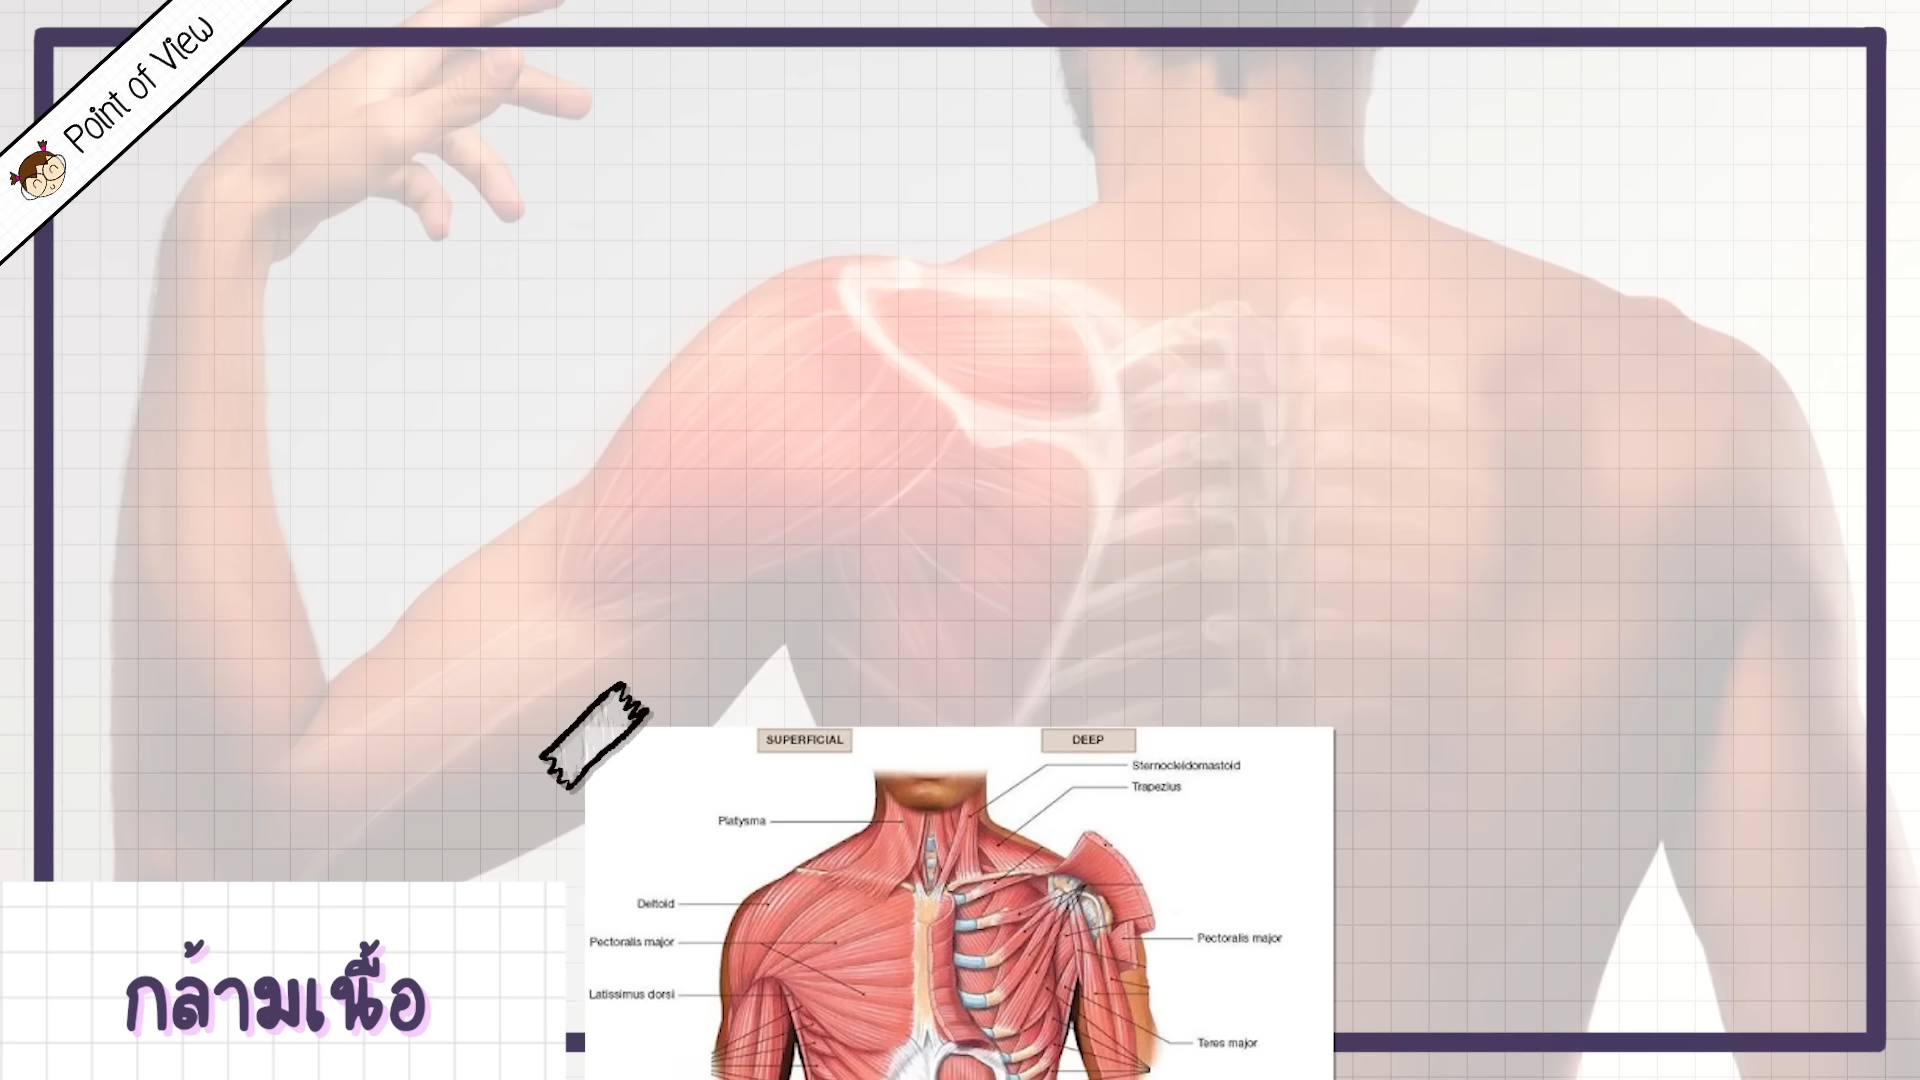 Point of View
SUPERFICIAL
DEEP
Sternocleidomastoid
Trapezius
Platysma
Deltoid
Pectoralis major
Pectoralis major
Latissimus dorsi
Teres major
กล้ามเนื้อ